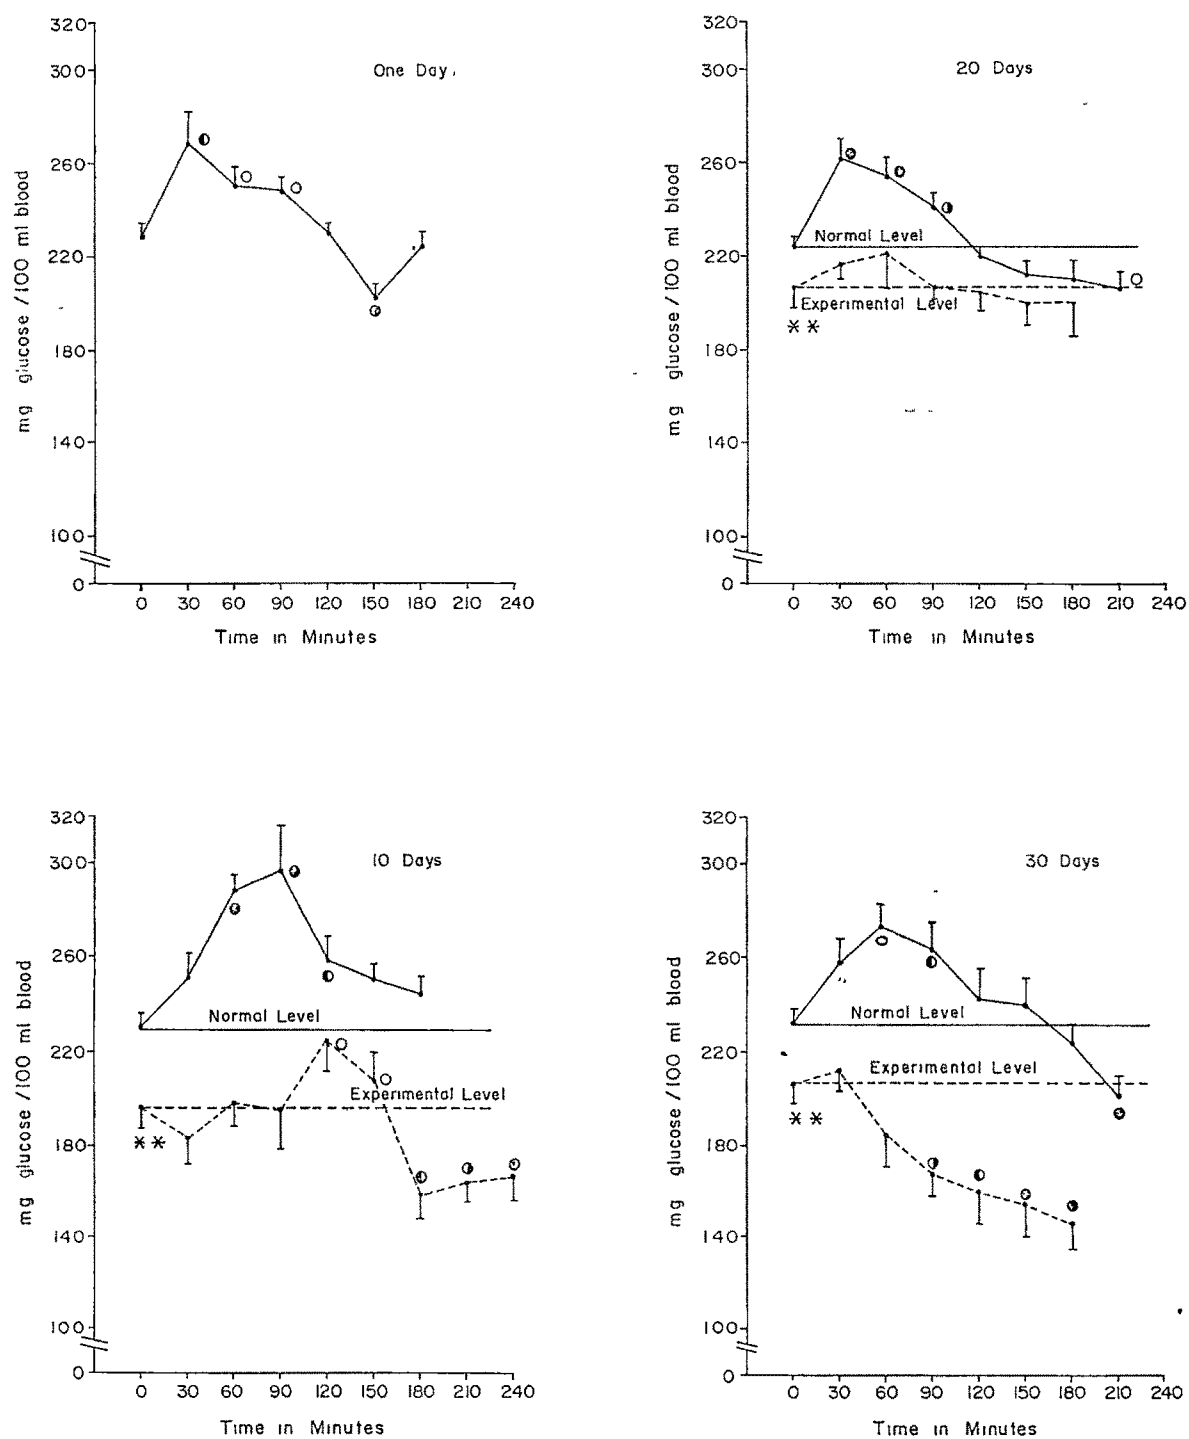 One Day
mg glucose /100 ml blood
320
300
260
220
180
140
100
0
0 30 60 90 120 150 180 210 240
Time in Minutes
20 Days
mg glucose /100 ml blood
320
300
260
220
180
140
100
0
Normal Level
Experimental Level
**
0 30 60 90 120 150 180 210 240
Time in Minutes
10 Days
mg glucose /100 ml blood
320
300
260
220
180
140
100
0
Normal Level
Experimental Level
**
0 30 60 90 120 150 180 210 240
Time in Minutes
30 Days
mg glucose /100 ml blood
320
300
260
220
180
140
100
0
Normal Level
Experimental Level
**
0 30 60 90 120 150 180 210 240
Time in Minutes